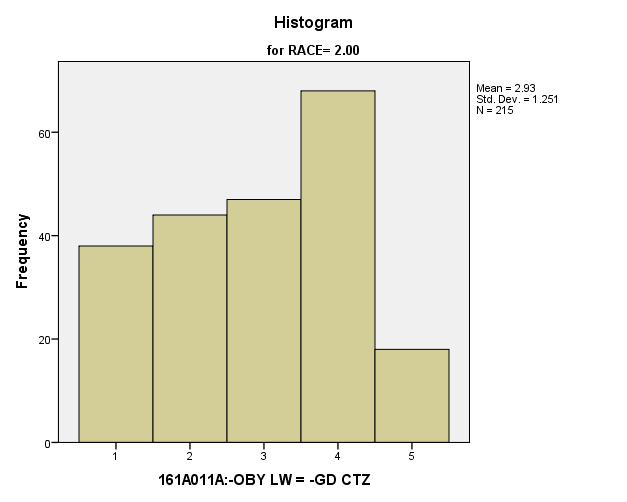 Histogram
for RACE= 2.00
Mean = 2.93
Std. Dev. = 1.251
N = 215
Frequency
60
40
20
0
1 2 3 4 5
161A011A:-OBY LW = -GD CTZ